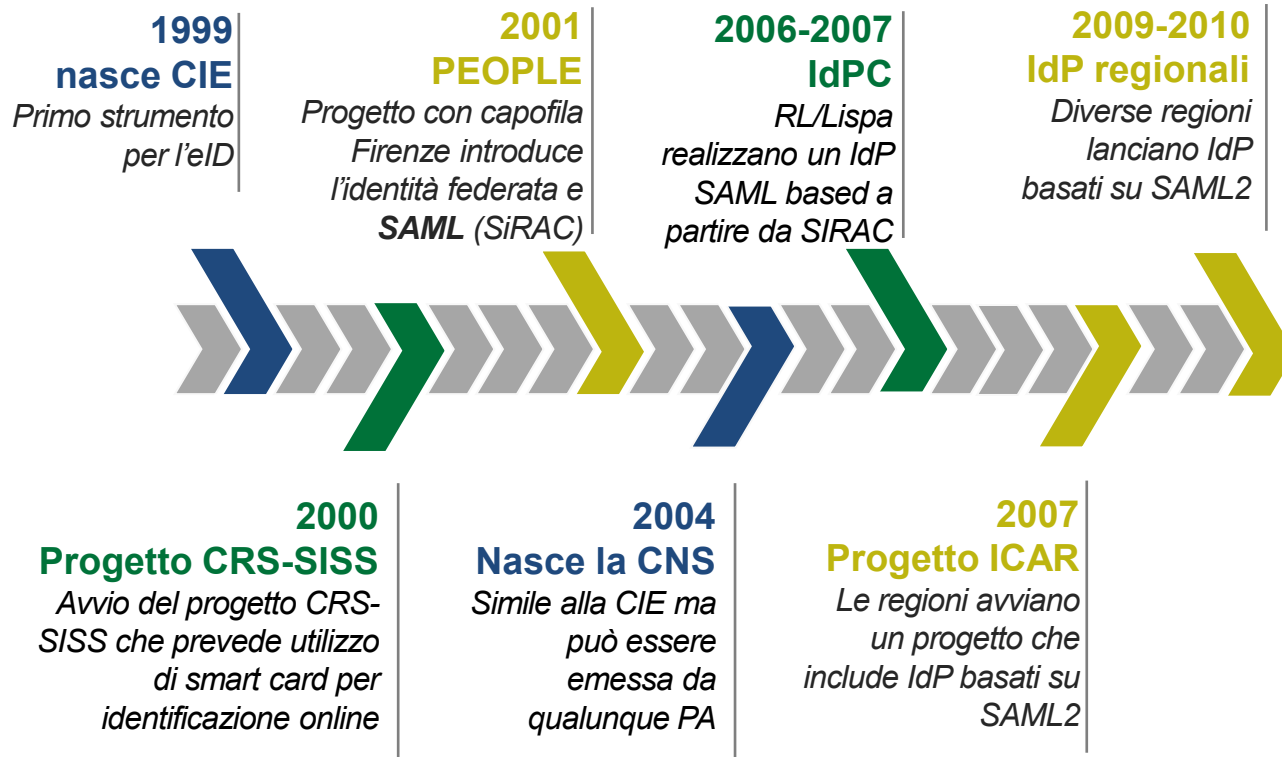 1999
nasce CIE
Primo strumento
per l'eID
2001
PEOPLE
Progetto con capofila
Firenze introduce
l'identità federata e
SAML (SiRAC)
2006-2007
IdPC
RL/Lispa
realizzano un IdP
SAML based a
partire da SIRAC
2009-2010
IdP regionali
Diverse regioni
lanciano IdP
basati su SAML2
2000
Progetto CRS-SISS
Avvio del progetto CRS-
SISS che prevede utilizzo
di smart card per
identificazione online
2004
Nasce la CNS
Simile alla CIE ma
può essere
emessa da
qualunque PA
2007
Progetto ICAR
Le regioni avviano
un progetto che
include IdP basati su
SAML2